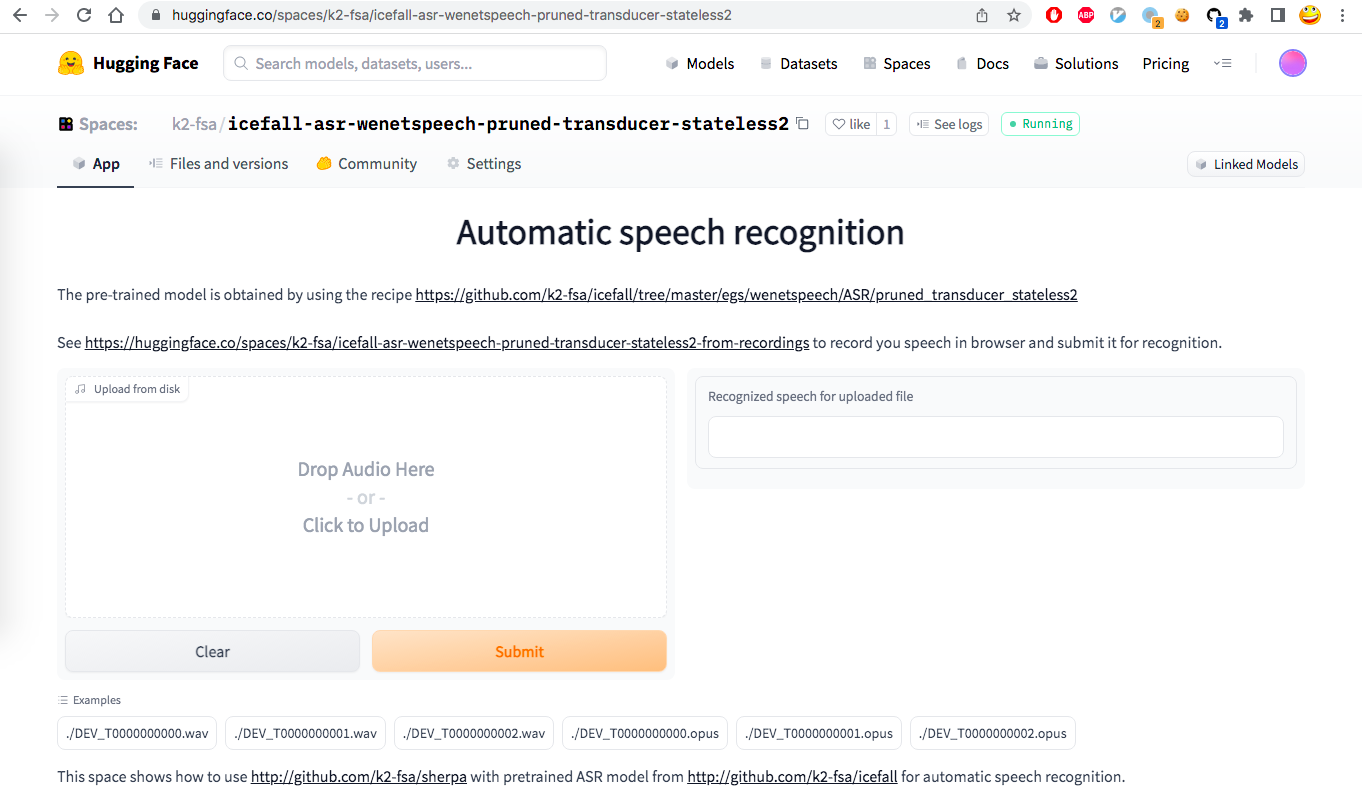 huggingface.co/spaces/k2-fsa/icefall-asr-wenetspeech-pruned-transducer-stateless2
ABP
2
2
Hugging Face
Search models, datasets, users...
Models
Datasets
Spaces
Docs
Solutions
Pricing
Spaces:
k2-fsa/icefall-asr-wenetspeech-pruned-transducer-stateless2
like 1
See logs
Running
App
Files and versions
Community
Settings
Linked Models
Automatic speech recognition
The pre-trained model is obtained by using the recipe https://github.com/k2-fsa/icefall/tree/master/egs/wenetspeech/ASR/pruned_transducer_stateless2
See https://huggingface.co/spaces/k2-fsa/icefall-asr-wenetspeech-pruned-transducer-stateless2-from-recordings to record you speech in browser and submit it for recognition.
Upload from disk
Drop Audio Here
- or -
Click to Upload
Clear
Submit
Recognized speech for uploaded file
Examples
./DEV_T0000000000.wav
./DEV_T0000000001.wav
./DEV_T0000000002.wav
./DEV_T0000000000.opus
./DEV_T0000000001.opus
./DEV_T0000000002.opus
This space shows how to use http://github.com/k2-fsa/sherpa with pretrained ASR model from http://github.com/k2-fsa/icefall for automatic speech recognition.